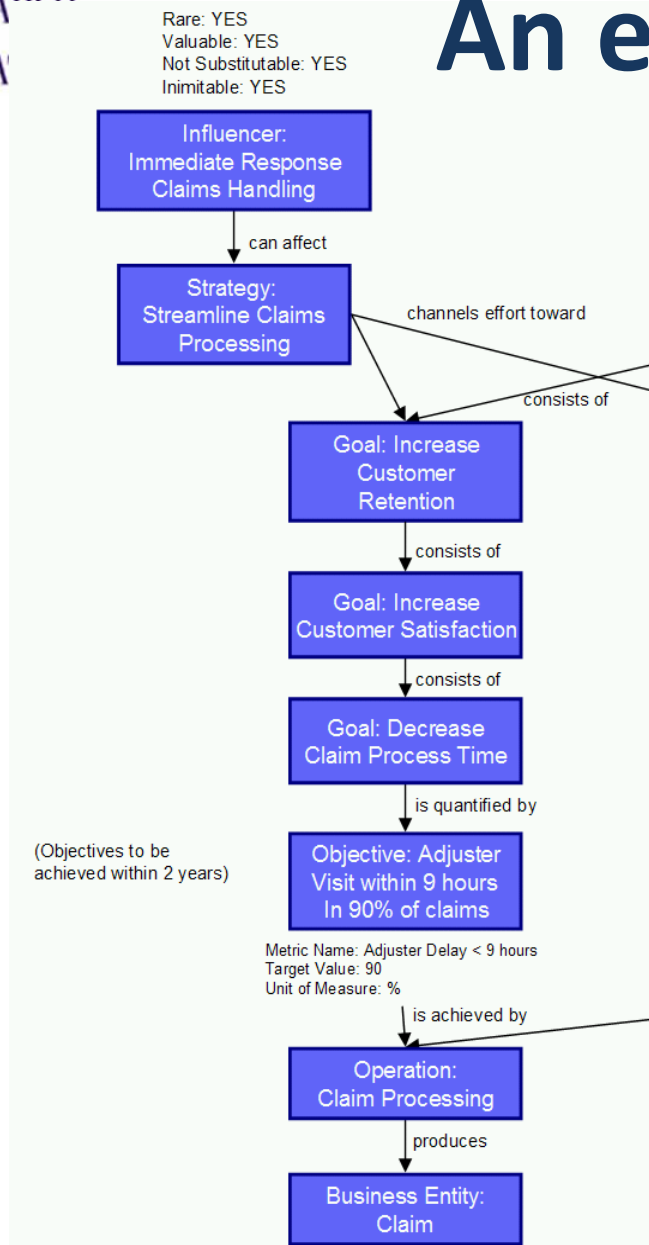 An e
Rare: YES
Valuable: YES
Not Substitutable: YES
Inimitable: YES
Influencer:
Immediate Response
Claims Handling
can affect
Strategy:
Streamline Claims
Processing
channels effort toward
consists of
Goal: Increase
Customer
Retention
consists of
Goal: Increase
Customer Satisfaction
consists of
Goal: Decrease
Claim Process Time
is quantified by
(Objectives to be
achieved within 2 years)
Objective: Adjuster
Visit within 9 hours
In 90% of claims
Metric Name: Adjuster Delay < 9 hours
Target Value: 90
Unit of Measure: %
is achieved by
Operation:
Claim Processing
produces
Business Entity:
Claim